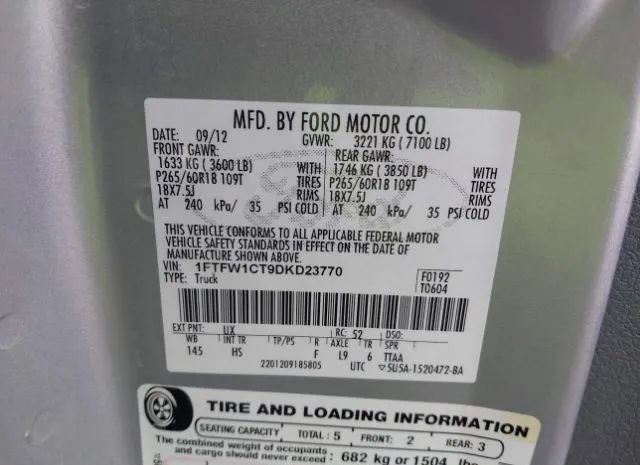 MFD. BY FORD MOTOR CO.
DATE: 09/12 GVWR: 3221 KG ( 7100 LB)
FRONT GAWR: REAR GAWR:
1633 KG ( 3600 LB) WITH 1746 KG ( 3850 LB) WITH
P265/60R18 109T TIRES P265/60R18 109T TIRES
18X7.5J RIMS 18X7.5J RIMS
AT 240 kPa/ 35 PSI COLD AT 240 kPa/ 35 PSI COLD
THIS VEHICLE CONFORMS TO ALL APPLICABLE FEDERAL MOTOR
VEHICLE SAFETY STANDARDS IN EFFECT ON THE DATE OF
MANUFACTURE SHOWN ABOVE.
VIN: 1FTFW1CT9DKD23770 F0192
TYPE: Truck T0604
EXT PNT: UX RC: 52 DSO:
WB INT TR TP/PS R AXLE TR SPR
145 HS F L9 6 TTAA
22012091 85805 UTC ▽5U5A-1520472-BA
TIRE AND LOADING INFORMATION
SEATING CAPACITY TOTAL: 5 FRONT: 2 REAR: 3
The combined weight of occupants
and cargo should never exceed: 682 kg or 1504 lbs